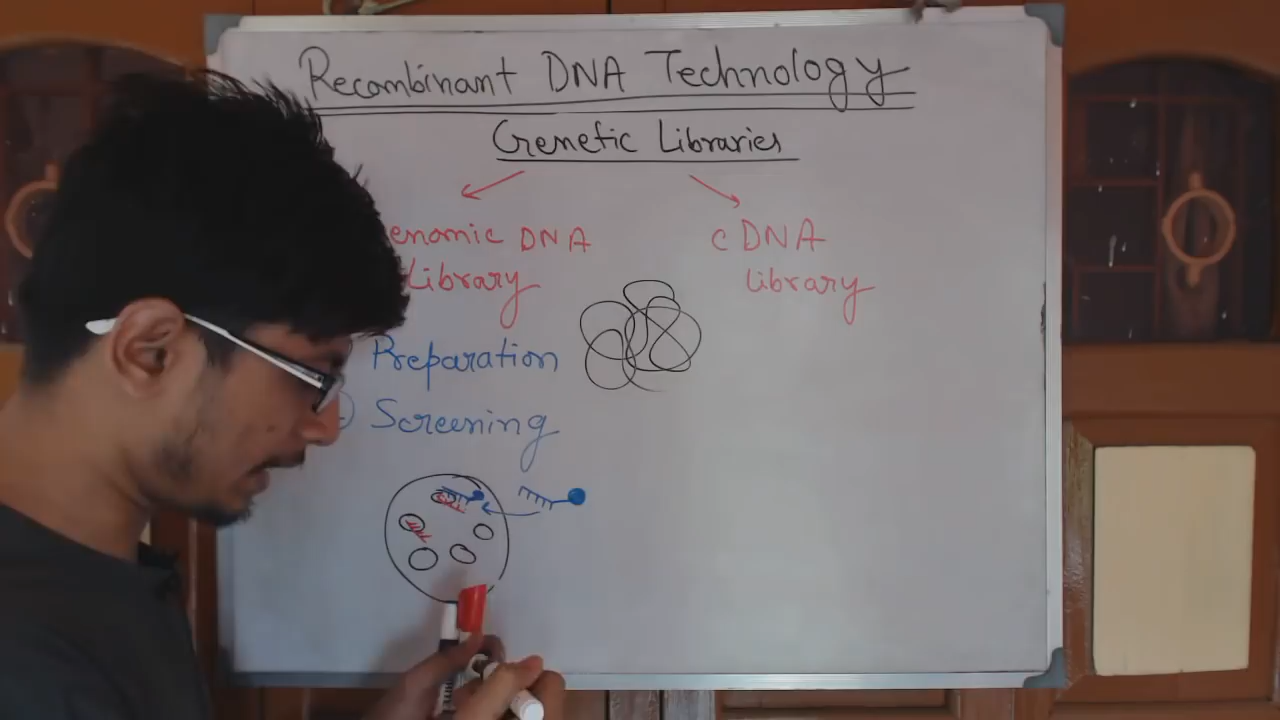 Recombinant DNA Technology
Genetic Libraries
enomic DNA
Library
cDNA
library
Preparation
Screening